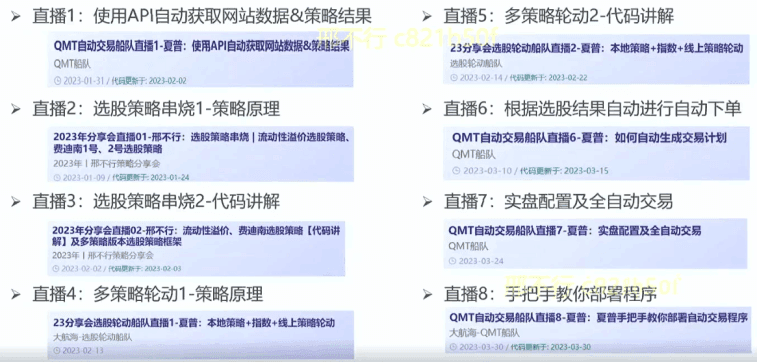 直播1：使用API自动获取网站数据&策略结果
QMT自动交易船队直播1-夏普：使用API自动获取网站数据&策略结果
QMT船队
2023-01-31 / 代码更新于: 2023-02-02
直播2：选股策略串烧1-策略原理
2023年分享会直播01-邢不行：选股策略串烧 | 流动性溢价选股策略、
费迪南1号、2号选股策略
2023年丨邢不行策略分享会
2023-01-09 / 代码更新于: 2023-01-24
直播3：选股策略串烧2-代码讲解
2023年分享会直播02-邢不行：流动性溢价、费迪南选股策略【代码讲
解】及多策略版本选股策略框架
2023年丨邢不行策略分享会
2023-02-02 / 代码更新于: 2023-02-03
直播4：多策略轮动1-策略原理
23分享会选股轮动船队直播1-夏普：本地策略+指数+线上策略轮动
大航海-选股轮动船队
2023-02-13
直播5：多策略轮动2-代码讲解
23分享会选股轮动船队直播2-夏普：本地策略+指数+线上策略轮动
选股轮动船队
2023-02-14 / 代码更新于: 2023-02-22
直播6：根据选股结果自动进行自动下单
QMT自动交易船队直播6-夏普：如何自动生成交易计划
QMT船队
2023-03-10 / 代码更新于: 2023-03-15
直播7：实盘配置及全自动交易
QMT自动交易船队直播7-夏普：实盘配置及全自动交易
QMT船队
2023-03-24
直播8：手把手教你部署程序
QMT自动交易船队直播8-夏普：夏普手把手教你部署自动交易程序
大航海-QMT船队
2023-03-30 / 代码更新于: 2023-03-30